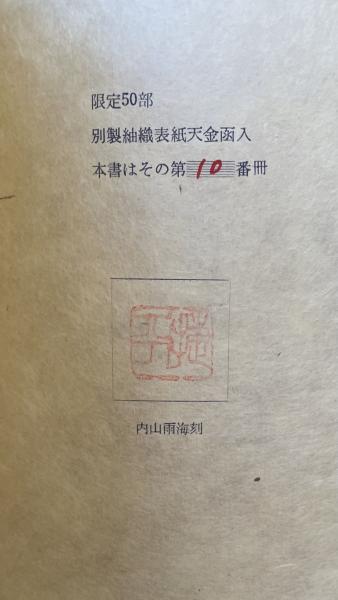 限定50部
別製紬織表紙天金函入
本書はその第10番冊
内山雨海刻